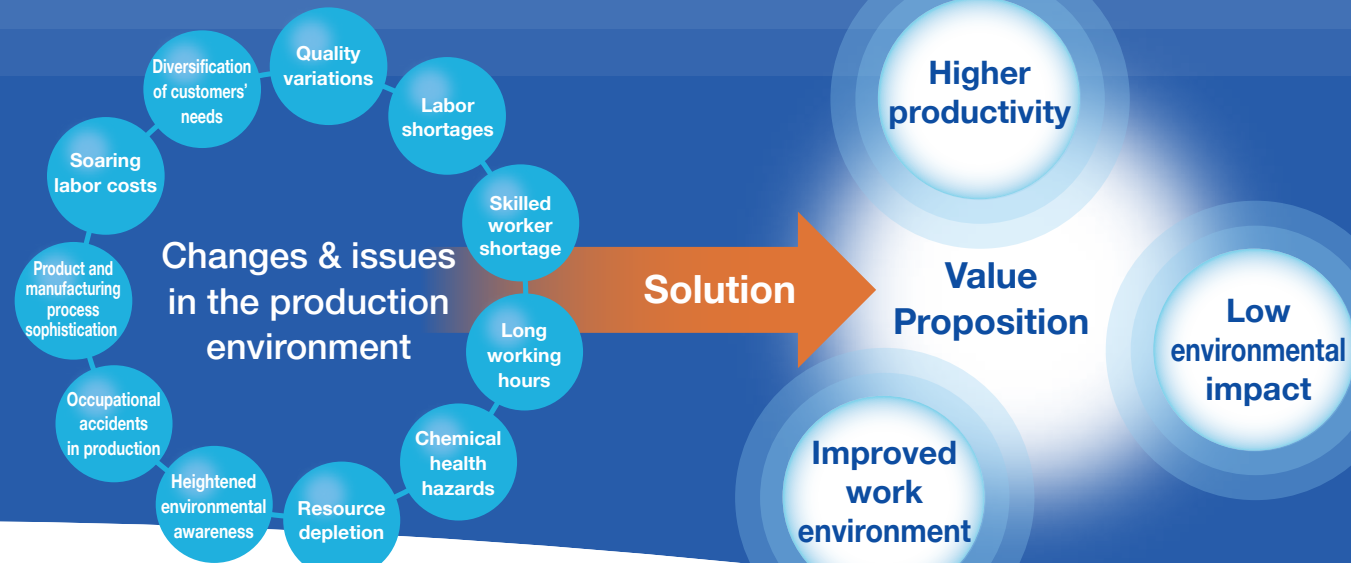 Quality
variations
Labor
shortages
Skilled
worker
shortage
Long
working
hours
Chemical
health
hazards
Resource
depletion
Heightened
environmental
awareness
Occupational
accidents
in production
Product and
manufacturing
process
sophistication
Soaring
labor costs
Diversification
of customers'
needs
Changes & issues
in the production
environment
Solution
Value
Proposition
Higher
productivity
Low
environmental
impact
Improved
work
environment